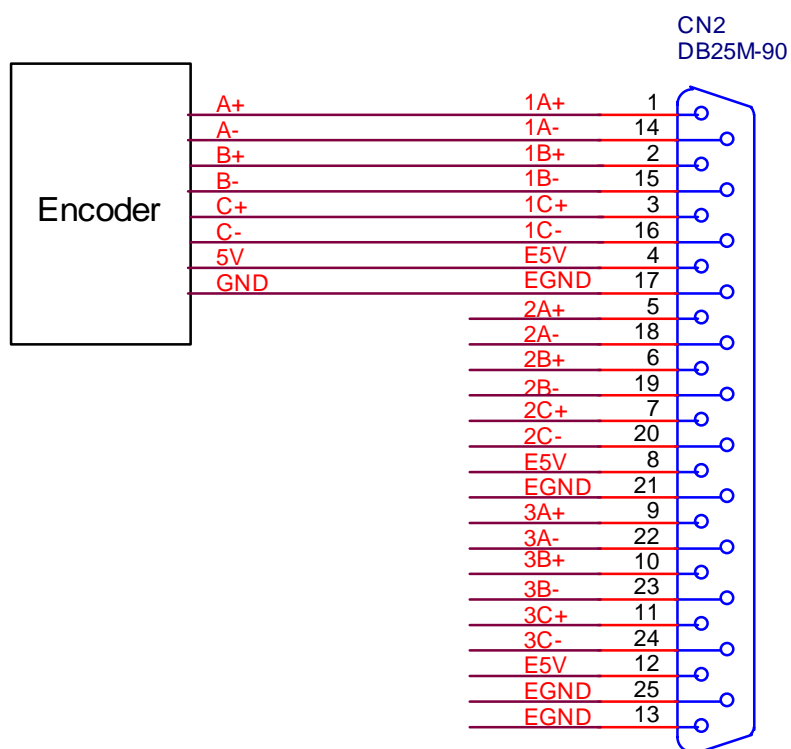 CN2
DB25M-90
A+ 1A+ 1
A- 1A- 14
B+ 1B+ 2
B- 1B- 15
Encoder
C+ 1C+ 3
C- 1C- 16
5V E5V 4
GND EGND 17
2A+ 5
2A- 18
2B+ 6
2B- 19
2C+ 7
2C- 20
E5V 8
EGND 21
3A+ 9
3A- 22
3B+ 10
3B- 23
3C+ 11
3C- 24
E5V 12
EGND 25
EGND 13